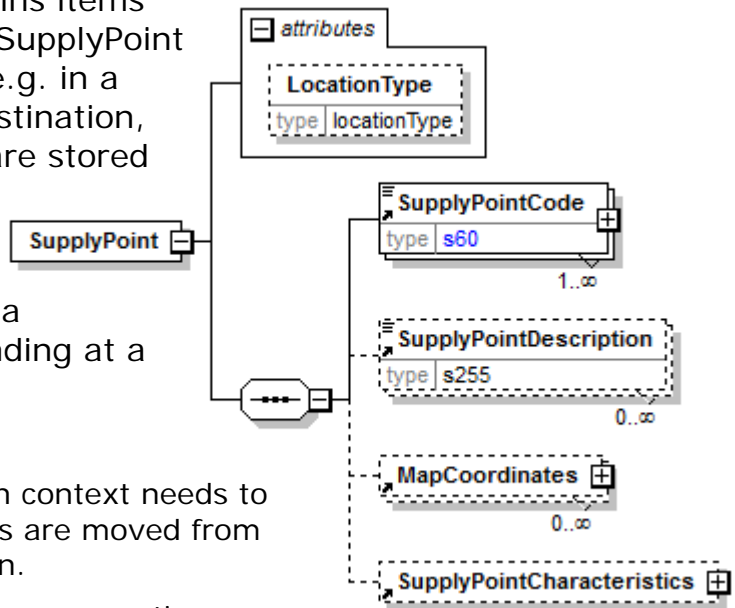 ins items
SupplyPoint
e.g. in a
stination,
are stored
a
nding at a
n context needs to
s are moved from
n.
attributes
LocationType
type locationType
SupplyPoint
SupplyPointCode
type s60
1..∞
SupplyPointDescription
type s255
0..∞
MapCoordinates
0..∞
SupplyPointCharacteristics